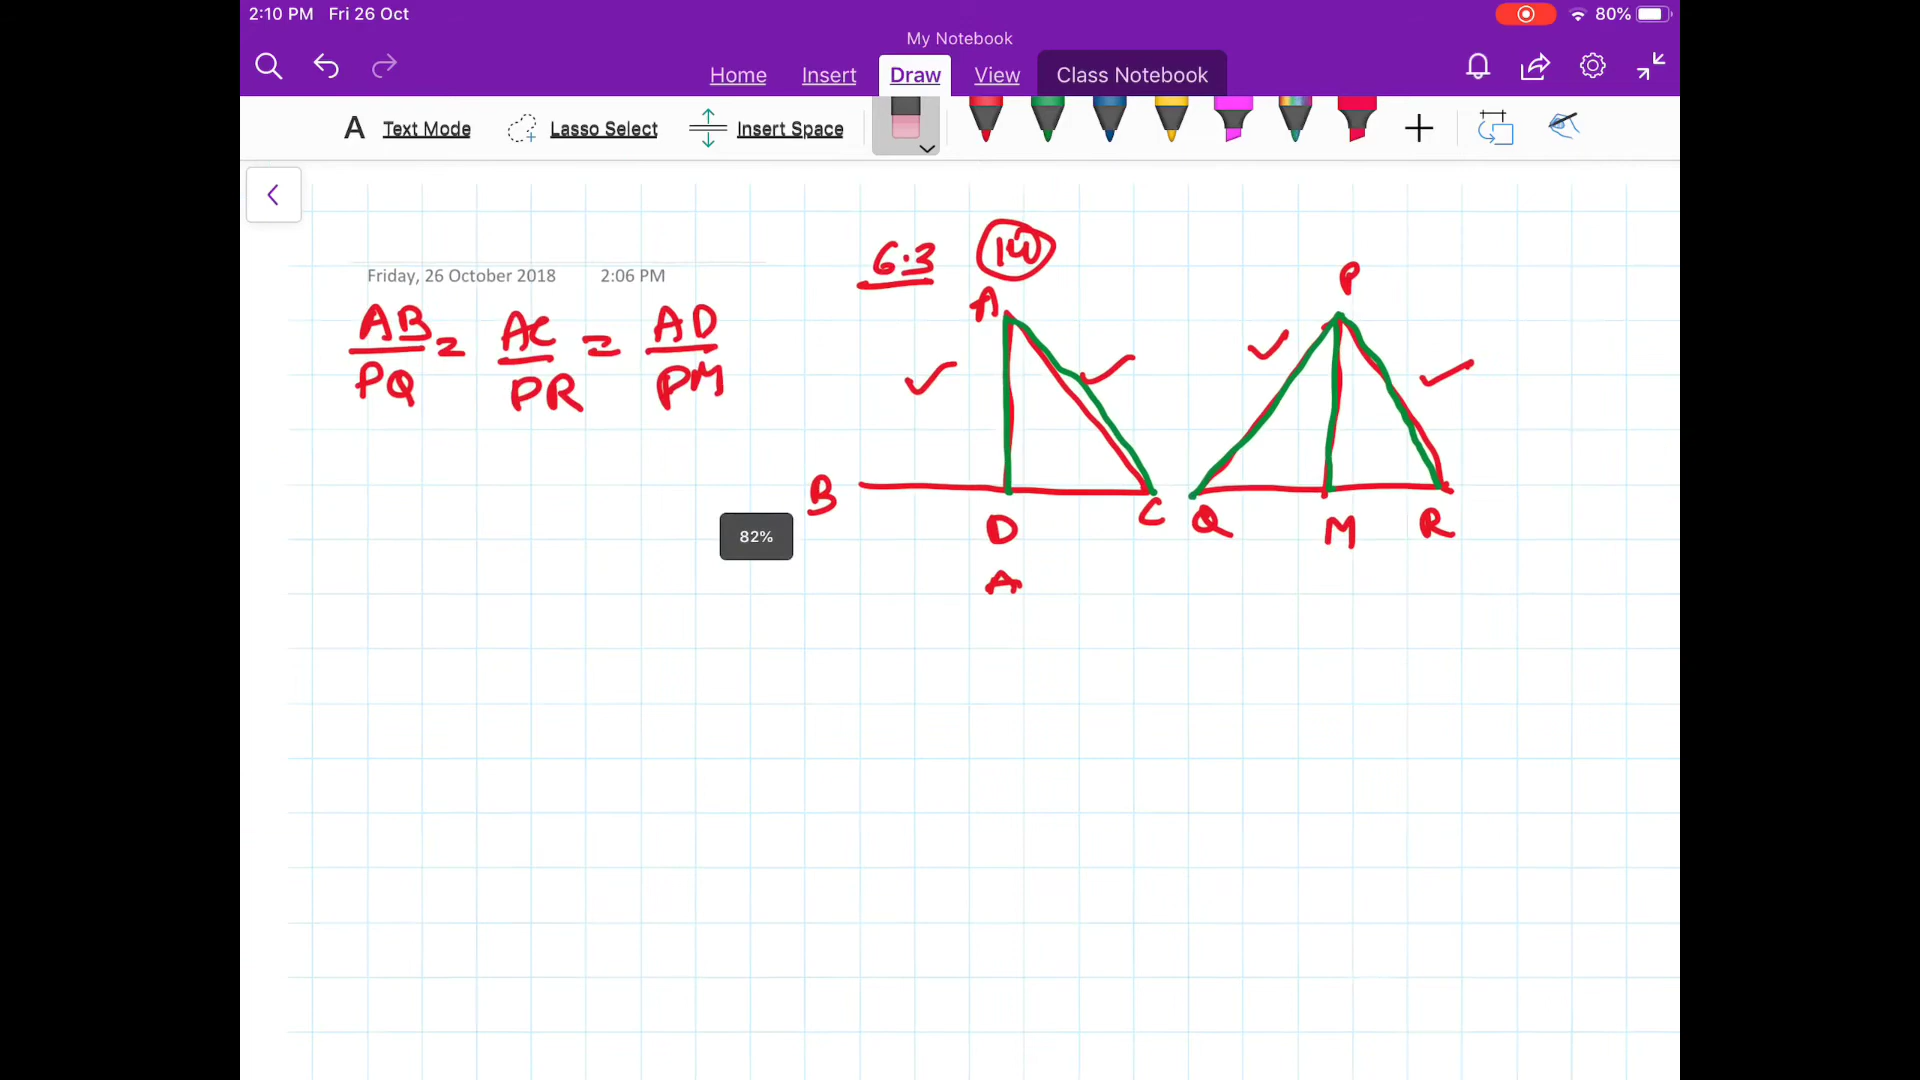 2:10 PM Fri 26 Oct 80%
My Notebook
Home Insert Draw View Class Notebook
A Text Mode Lasso Select Insert Space
6.3 14
Friday, 26 October 2018 2:06 PM
AB/PQ = AC/PR = AD/PM
A P
B D C Q M R
82%
A